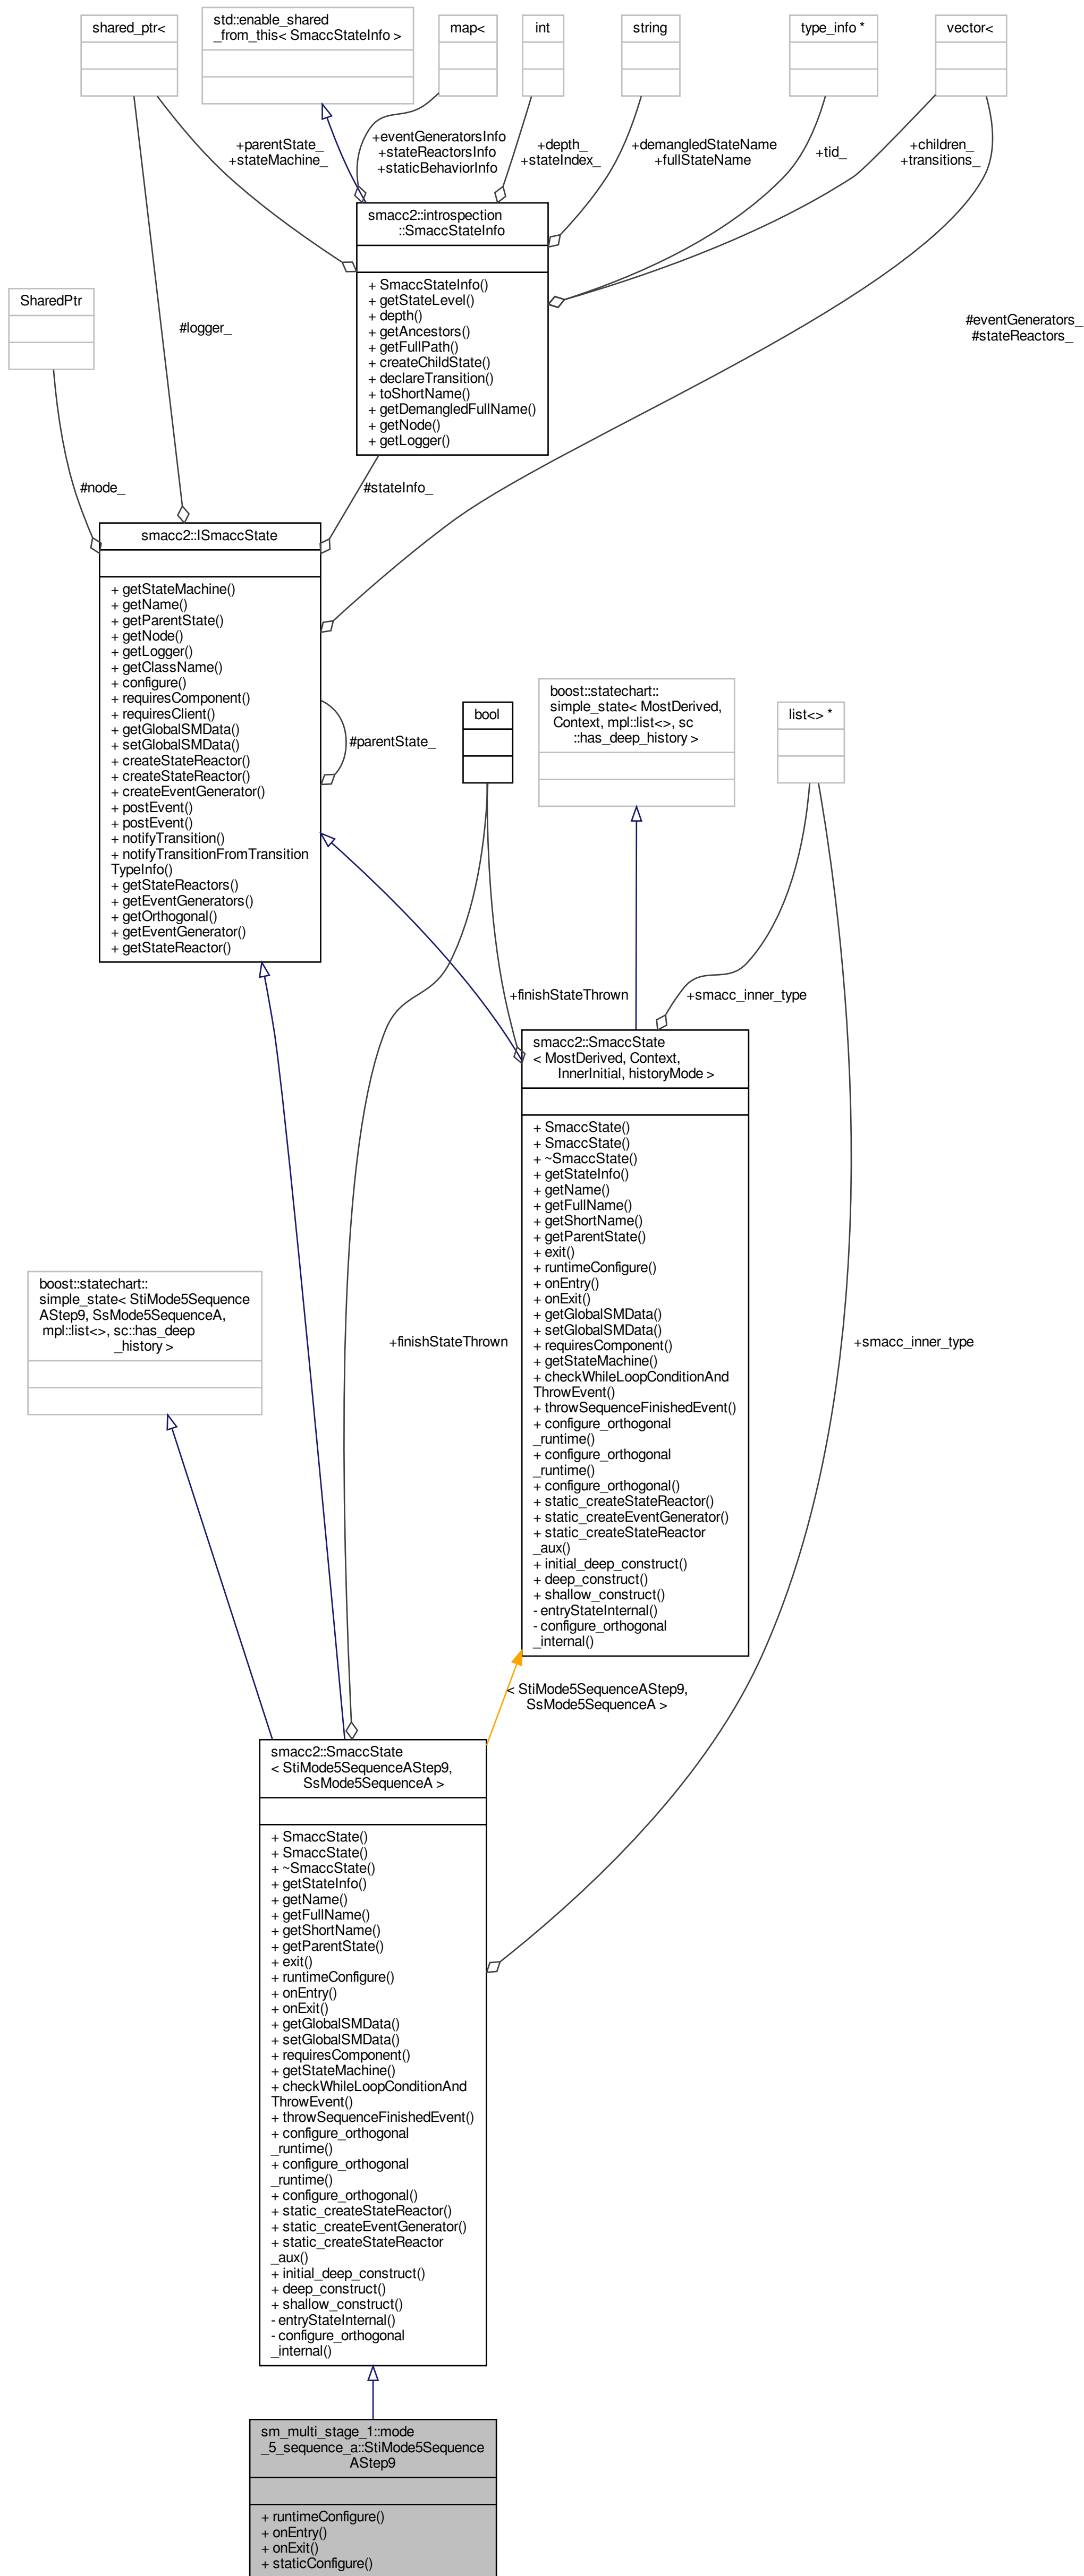 shared_ptr<
std::enable_shared
_from_this< SmaccStateInfo >
map<
int
string
type_info *
vector<
+parentState_
+stateMachine_
+eventGeneratorsInfo
+stateReactorsInfo
+staticBehaviorInfo
+depth_
+stateIndex_
+demangledStateName
+fullStateName
+tid_
+children_
+transitions_
smacc2::introspection
::SmaccStateInfo
+ SmaccStateInfo()
+ getStateLevel()
+ depth()
+ getAncestors()
+ getFullPath()
+ createChildState()
+ declareTransition()
+ toShortName()
+ getDemangledFullName()
+ getNode()
+ getLogger()
SharedPtr
#logger_
#eventGenerators_
#stateReactors_
#node_
#stateInfo_
smacc2::ISmaccState
+ getStateMachine()
+ getName()
+ getParentState()
+ getNode()
+ getLogger()
+ getClassName()
+ configure()
+ requiresComponent()
+ requiresClient()
+ getGlobalSMData()
+ setGlobalSMData()
+ createStateReactor()
+ createStateReactor()
+ createEventGenerator()
+ postEvent()
+ postEvent()
+ notifyTransition()
+ notifyTransitionFromTransition
TypeInfo()
+ getStateReactors()
+ getEventGenerators()
+ getOrthogonal()
+ getEventGenerator()
+ getStateReactor()
#parentState_
bool
boost::statechart::
simple_state< MostDerived,
Context, mpl::list<>, sc
::has_deep_history >
list<> *
+finishStateThrown
+smacc_inner_type
smacc2::SmaccState
< MostDerived, Context,
InnerInitial, historyMode >
+ SmaccState()
+ SmaccState()
+ ~SmaccState()
+ getStateInfo()
+ getName()
+ getFullName()
+ getShortName()
+ getParentState()
+ exit()
+ runtimeConfigure()
+ onEntry()
+ onExit()
+ getGlobalSMData()
+ setGlobalSMData()
+ requiresComponent()
+ getStateMachine()
+ checkWhileLoopConditionAnd
ThrowEvent()
+ throwSequenceFinishedEvent()
+ configure_orthogonal
_runtime()
+ configure_orthogonal
_runtime()
+ configure_orthogonal()
+ static_createStateReactor()
+ static_createEventGenerator()
+ static_createStateReactor
_aux()
+ initial_deep_construct()
+ deep_construct()
+ shallow_construct()
- entryStateInternal()
- configure_orthogonal
_internal()
boost::statechart::
simple_state< StiMode5Sequence
AStep9, SsMode5SequenceA,
mpl::list<>, sc::has_deep
_history >
+finishStateThrown
+smacc_inner_type
< StiMode5SequenceAStep9,
SsMode5SequenceA >
smacc2::SmaccState
< StiMode5SequenceAStep9,
SsMode5SequenceA >
+ SmaccState()
+ SmaccState()
+ ~SmaccState()
+ getStateInfo()
+ getName()
+ getFullName()
+ getShortName()
+ getParentState()
+ exit()
+ runtimeConfigure()
+ onEntry()
+ onExit()
+ getGlobalSMData()
+ setGlobalSMData()
+ requiresComponent()
+ getStateMachine()
+ checkWhileLoopConditionAnd
ThrowEvent()
+ throwSequenceFinishedEvent()
+ configure_orthogonal
_runtime()
+ configure_orthogonal
_runtime()
+ configure_orthogonal()
+ static_createStateReactor()
+ static_createEventGenerator()
+ static_createStateReactor
_aux()
+ initial_deep_construct()
+ deep_construct()
+ shallow_construct()
- entryStateInternal()
- configure_orthogonal
_internal()
sm_multi_stage_1::mode
_5_sequence_a::StiMode5Sequence
AStep9
+ runtimeConfigure()
+ onEntry()
+ onExit()
+ staticConfigure()